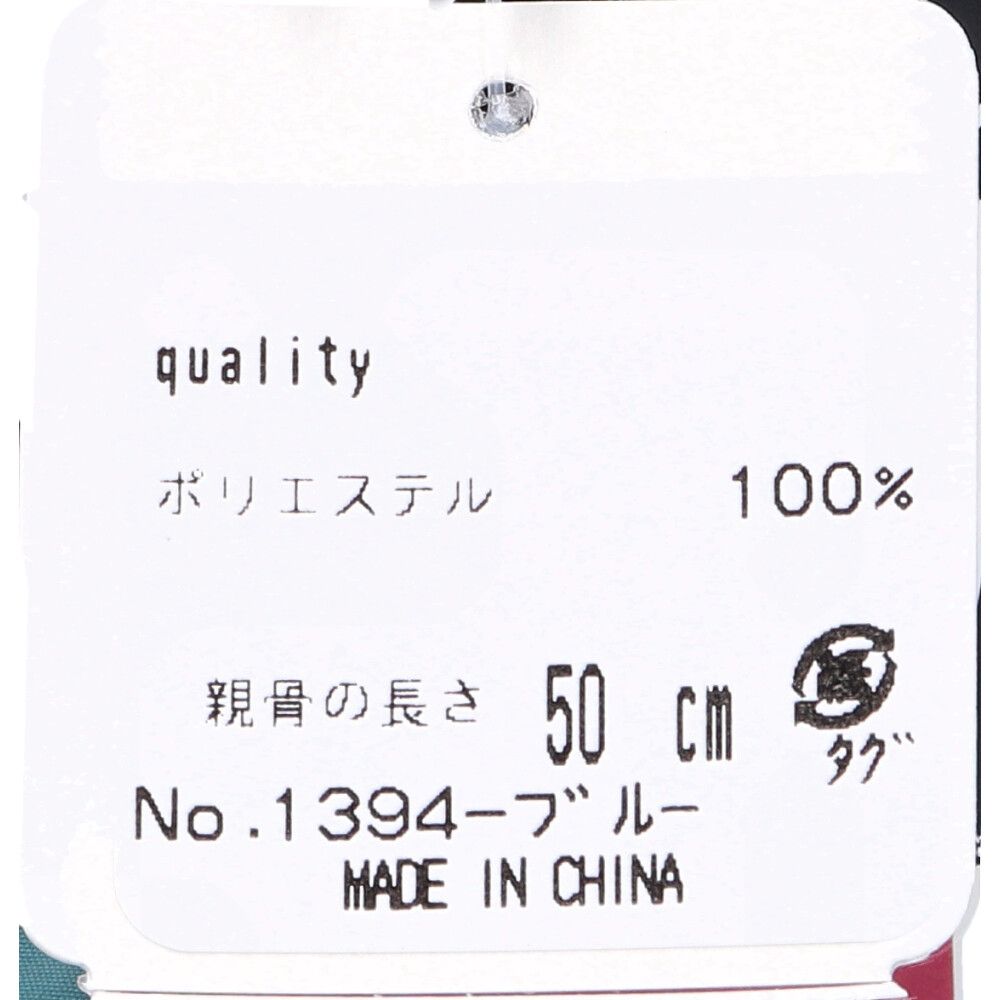 quality
ポリエステル 100%
親骨の長さ 50 cm
タグ
No.1394-ブルー
MADE IN CHINA